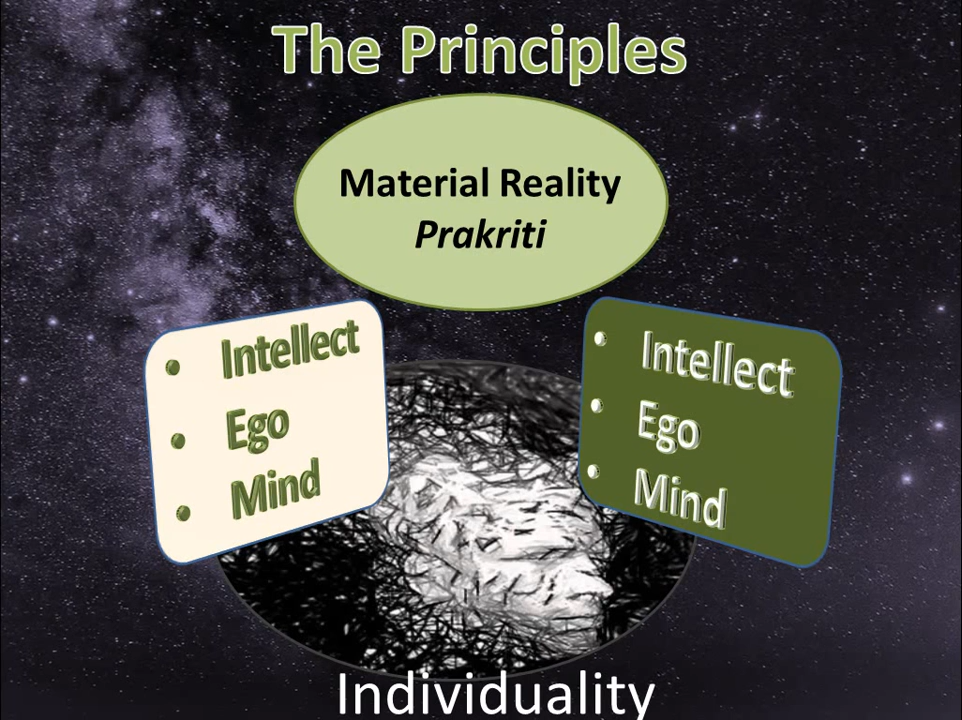 The Principles
Material Reality
Prakriti
• Intellect
• Ego
• Mind
• Intellect
• Ego
• Mind
Individuality